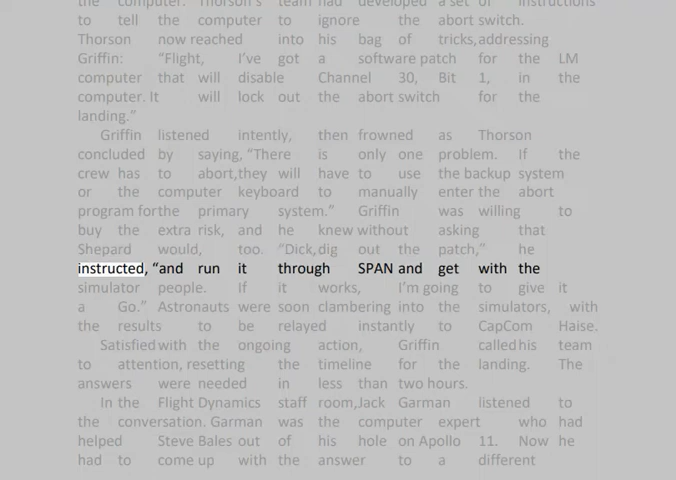 the computer. Thorson's team had developed a set of instructions
to tell the computer to ignore the abort switch.
Thorson now reached into his bag of tricks,addressing
Griffin: “Flight, I’ve got a software patch for the LM
computer that will disable Channel 30, Bit 1, in the
computer. It will lock out the abort switch for the
landing.”
Griffin listened intently, then frowned as Thorson
concluded by saying, “There is only one problem. If the
crew has to abort,they will have to use the backup system
or the computer keyboard to manually enter the abort
program forthe primary system.” Griffin was willing to
buy the extra risk, and he knew without asking that
Shepard would, too. “Dick,dig out the patch,” he
instructed, “and run it through SPAN and get with the
simulator people. If it works, I’m going to give it
a Go.” Astronauts were soon clambering into the simulators, with
the results to be relayed instantly to CapCom Haise.
Satisfied with the ongoing action, Griffin called his team
to attention, resetting the timeline for the landing. The
answers were needed in less than two hours.
In the Flight Dynamics staff room,Jack Garman listened to
the conversation. Garman was the computer expert who had
helped Steve Bales out of his hole on Apollo 11. Now he
had to come up with the answer to a different